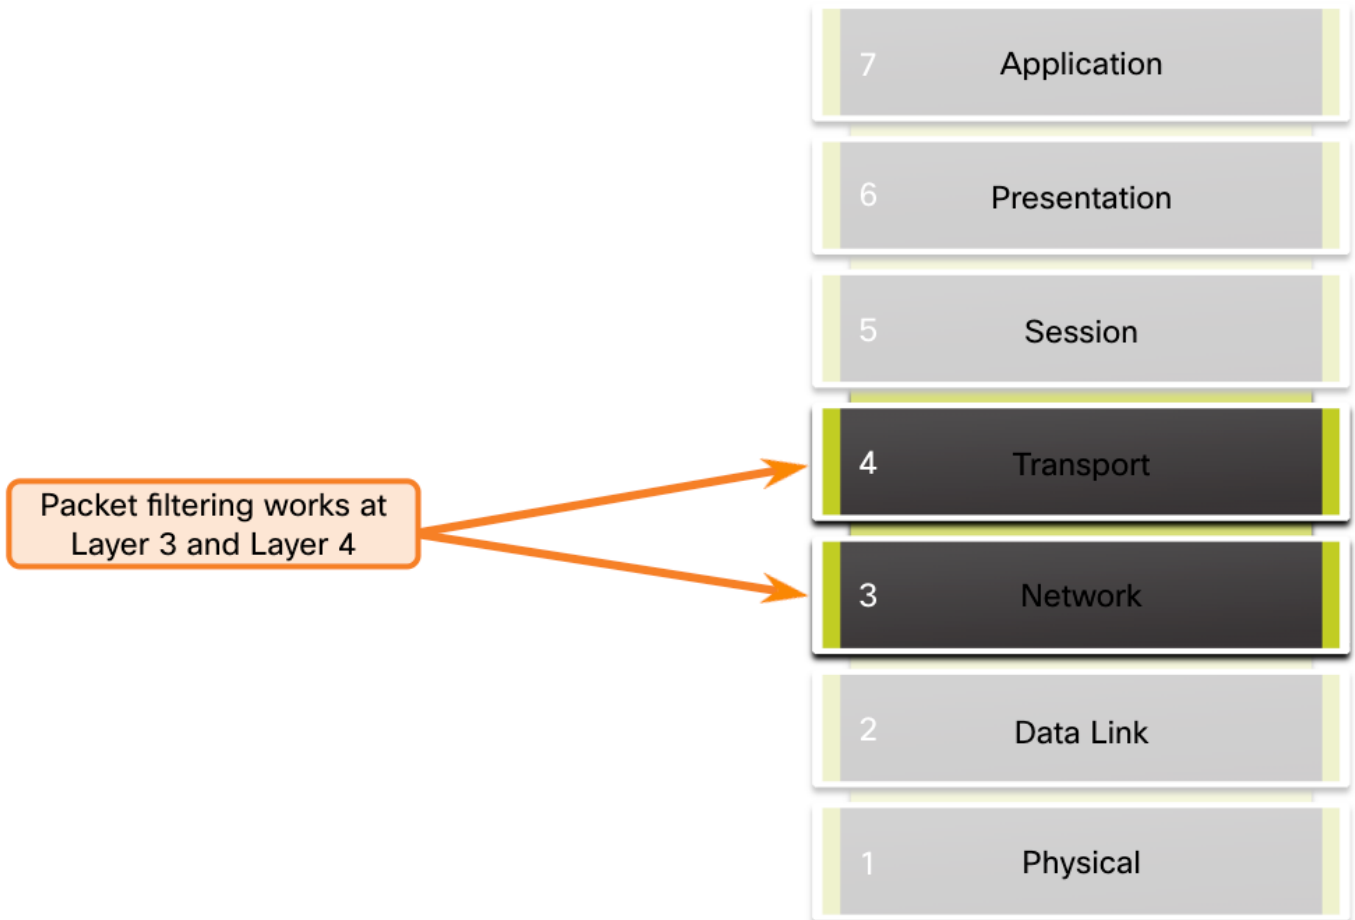 7 Application
6 Presentation
5 Session
4 Transport
Packet filtering works at
Layer 3 and Layer 4
3 Network
2 Data Link
1 Physical